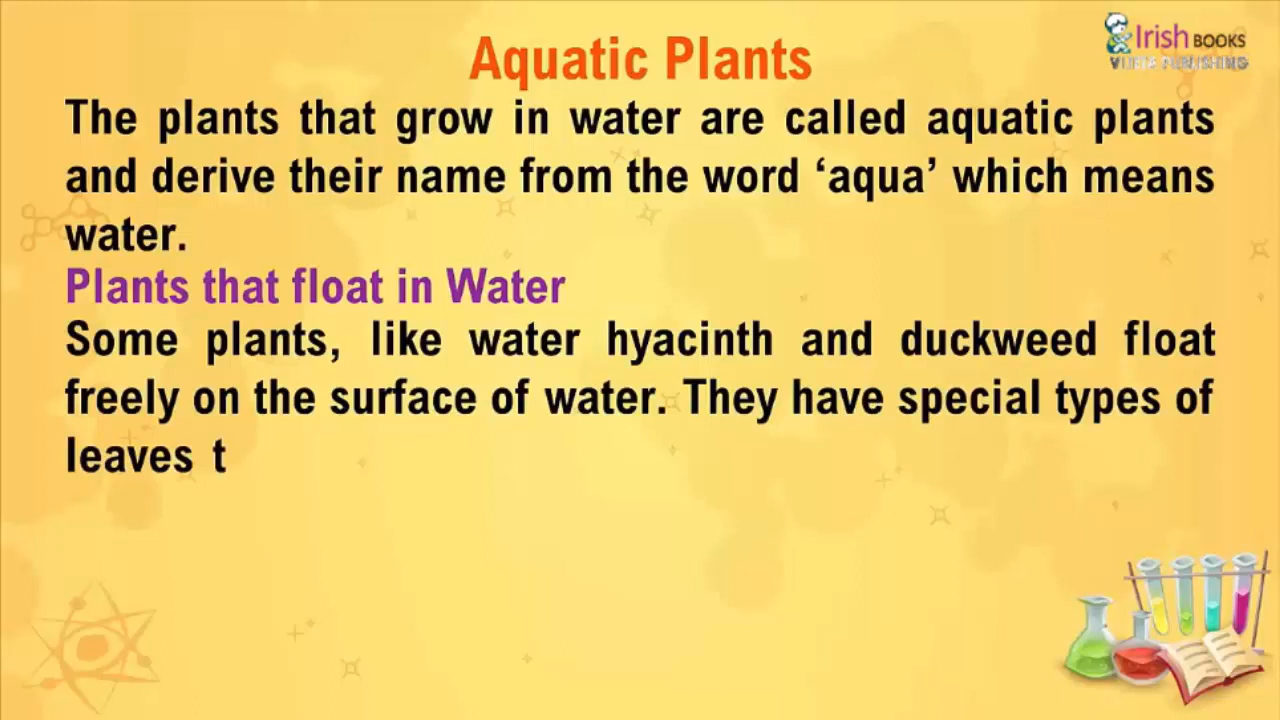 Irish BOOKS
PUBLISHING
Aquatic Plants
The plants that grow in water are called aquatic plants
and derive their name from the word ‘aqua’ which means
water.
Plants that float in Water
Some plants, like water hyacinth and duckweed float
freely on the surface of water. They have special types of
leaves t